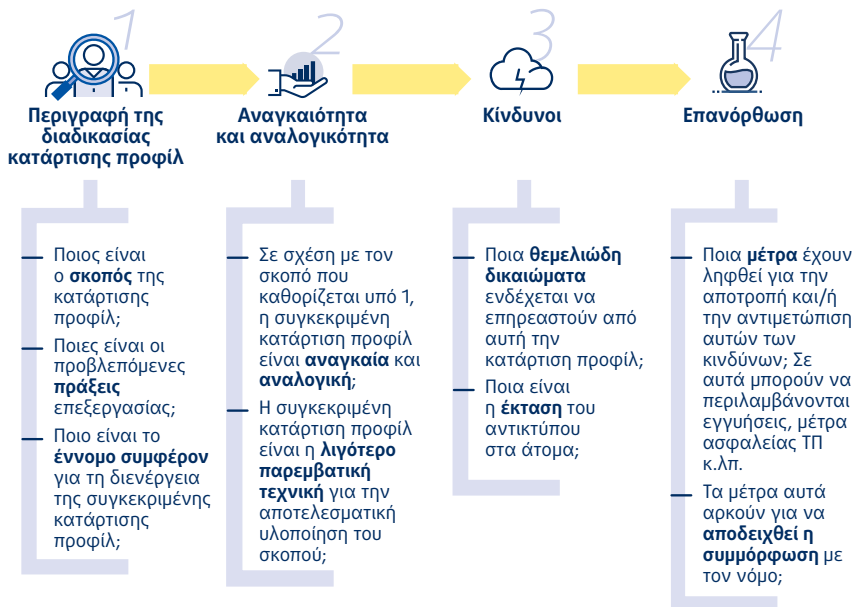 1
Περιγραφή της
διαδικασίας
κατάρτισης προφίλ
Ποιος είναι
ο σκοπός της
κατάρτισης
προφίλ;
Ποιες είναι οι
προβλεπόμενες
πράξεις
επεξεργασίας;
Ποιο είναι το
έννομο συμφέρον
για τη διενέργεια
της συγκεκριμένης
κατάρτισης
προφίλ;
2
Αναγκαιότητα
και αναλογικότητα
Σε σχέση με τον
σκοπό που
καθορίζεται υπό 1,
η συγκεκριμένη
κατάρτιση προφίλ
είναι αναγκαία και
αναλογική;
Η συγκεκριμένη
κατάρτιση προφίλ
είναι η λιγότερο
παρεμβατική
τεχνική για την
αποτελεσματική
υλοποίηση του
σκοπού;
3
Κίνδυνοι
Ποια θεμελιώδη
δικαιώματα
ενδέχεται να
επηρεαστούν από
αυτή την
κατάρτιση προφίλ;
Ποια είναι
η έκταση του
αντικτύπου
στα άτομα;
4
Επανόρθωση
Ποια μέτρα έχουν
ληφθεί για την
αποτροπή και/ή
την αντιμετώπιση
αυτών των
κινδύνων; Σε
αυτά μπορούν να
περιλαμβάνονται
εγγυήσεις, μέτρα
ασφαλείας ΤΠ
κ.λπ.
Τα μέτρα αυτά
αρκούν για να
αποδειχθεί η
συμμόρφωση με
τον νόμο;